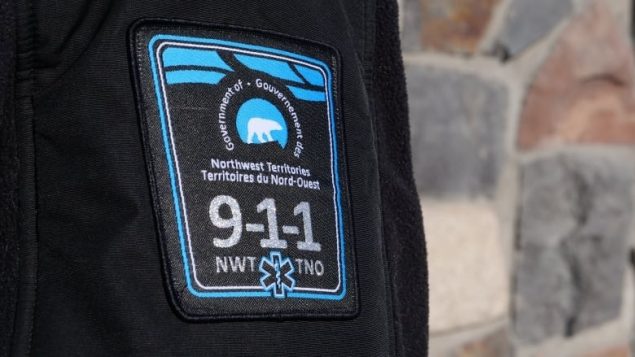 Government of • Gouvernement des
Northwest Territories
Territoires du Nord-Ouest
9-1-1
NWT TNO